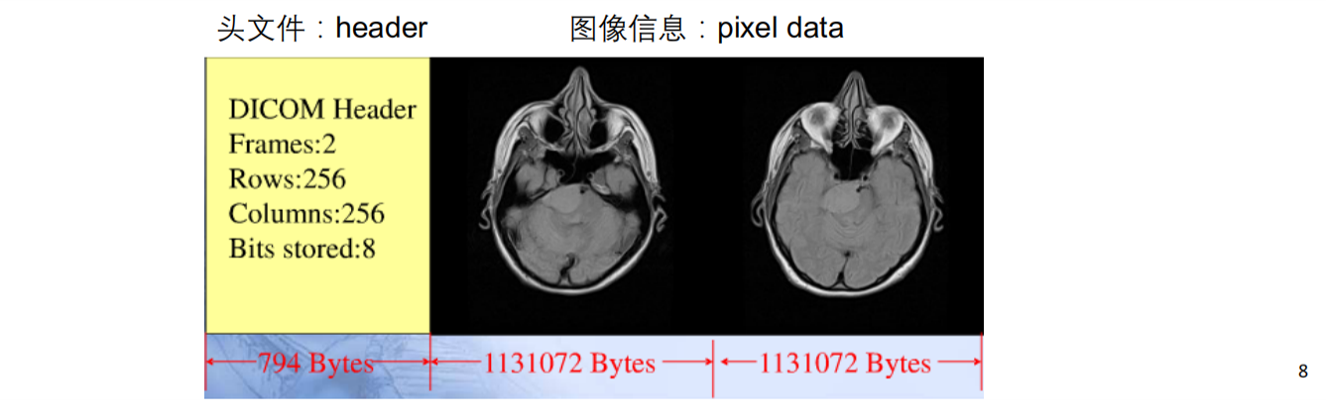 头文件：header
图像信息：pixel data
DICOM Header
Frames:2
Rows:256
Columns:256
Bits stored:8
794 Bytes
1131072 Bytes
1131072 Bytes
8